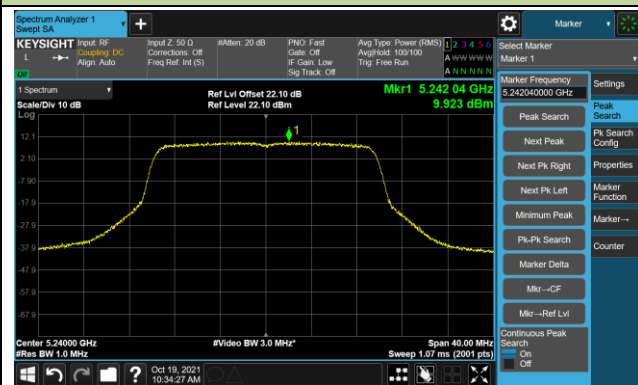 Spectrum Analyzer 1
Swept SA
Marker
KEYSIGHT Input: RF Input Z: 50 Ω #Atten: 20 dB PNO: Fast Avg Type: Power (RMS) 1 2 3 4 5 6
Coupling: DC Corrections: Off Gate: Off Avg|Hold: 100/100
L Align: Auto Freq Ref: Int (S) IF Gain: Low Trig: Free Run A W W W W W
Sig Track: Off A N N N N N
Select Marker
Marker 1
1 Spectrum
Scale/Div 10 dB
Log
Ref Lvl Offset 22.10 dB
Ref Level 22.10 dBm
Mkr1 5.242 04 GHz
9.923 dBm
1
12.1
2.10
-7.90
-17.9
-27.9
-37.9
-47.9
-57.9
-67.9
Center 5.24000 GHz #Video BW 3.0 MHz* Span 40.00 MHz
#Res BW 1.0 MHz Sweep 1.07 ms (2001 pts)
Marker Frequency
5.242040000 GHz
Peak Search
Next Peak
Next Pk Right
Next Pk Left
Minimum Peak
Pk-Pk Search
Marker Delta
Mkr→CF
Mkr→Ref Lvl
Continuous Peak
Search
On
Off
Settings
Peak
Search
Pk Search
Config
Properties
Marker
Function
Marker→
Counter
Oct 19, 2021
10:34:27 AM